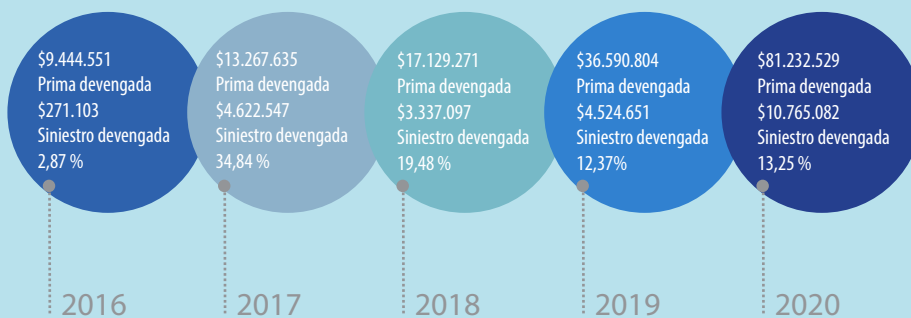 $9.444.551
Prima devengada
$271.103
Siniestro devengada
2,87 %
$13.267.635
Prima devengada
$4.622.547
Siniestro devengada
34,84 %
$17.129.271
Prima devengada
$3.337.097
Siniestro devengada
19,48 %
$36.590.804
Prima devengada
$4.524.651
Siniestro devengada
12,37%
$81.232.529
Prima devengada
$10.765.082
Siniestro devengada
13,25 %
2016
2017
2018
2019
2020